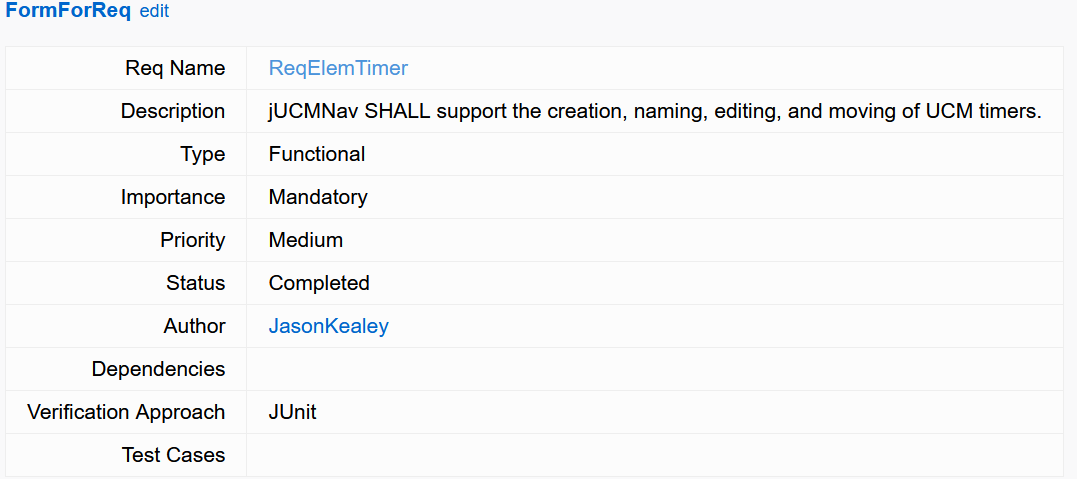 FormForReq edit
Req Name ReqElemTimer
Description jUCMNav SHALL support the creation, naming, editing, and moving of UCM timers.
Type Functional
Importance Mandatory
Priority Medium
Status Completed
Author JasonKealey
Dependencies
Verification Approach JUnit
Test Cases